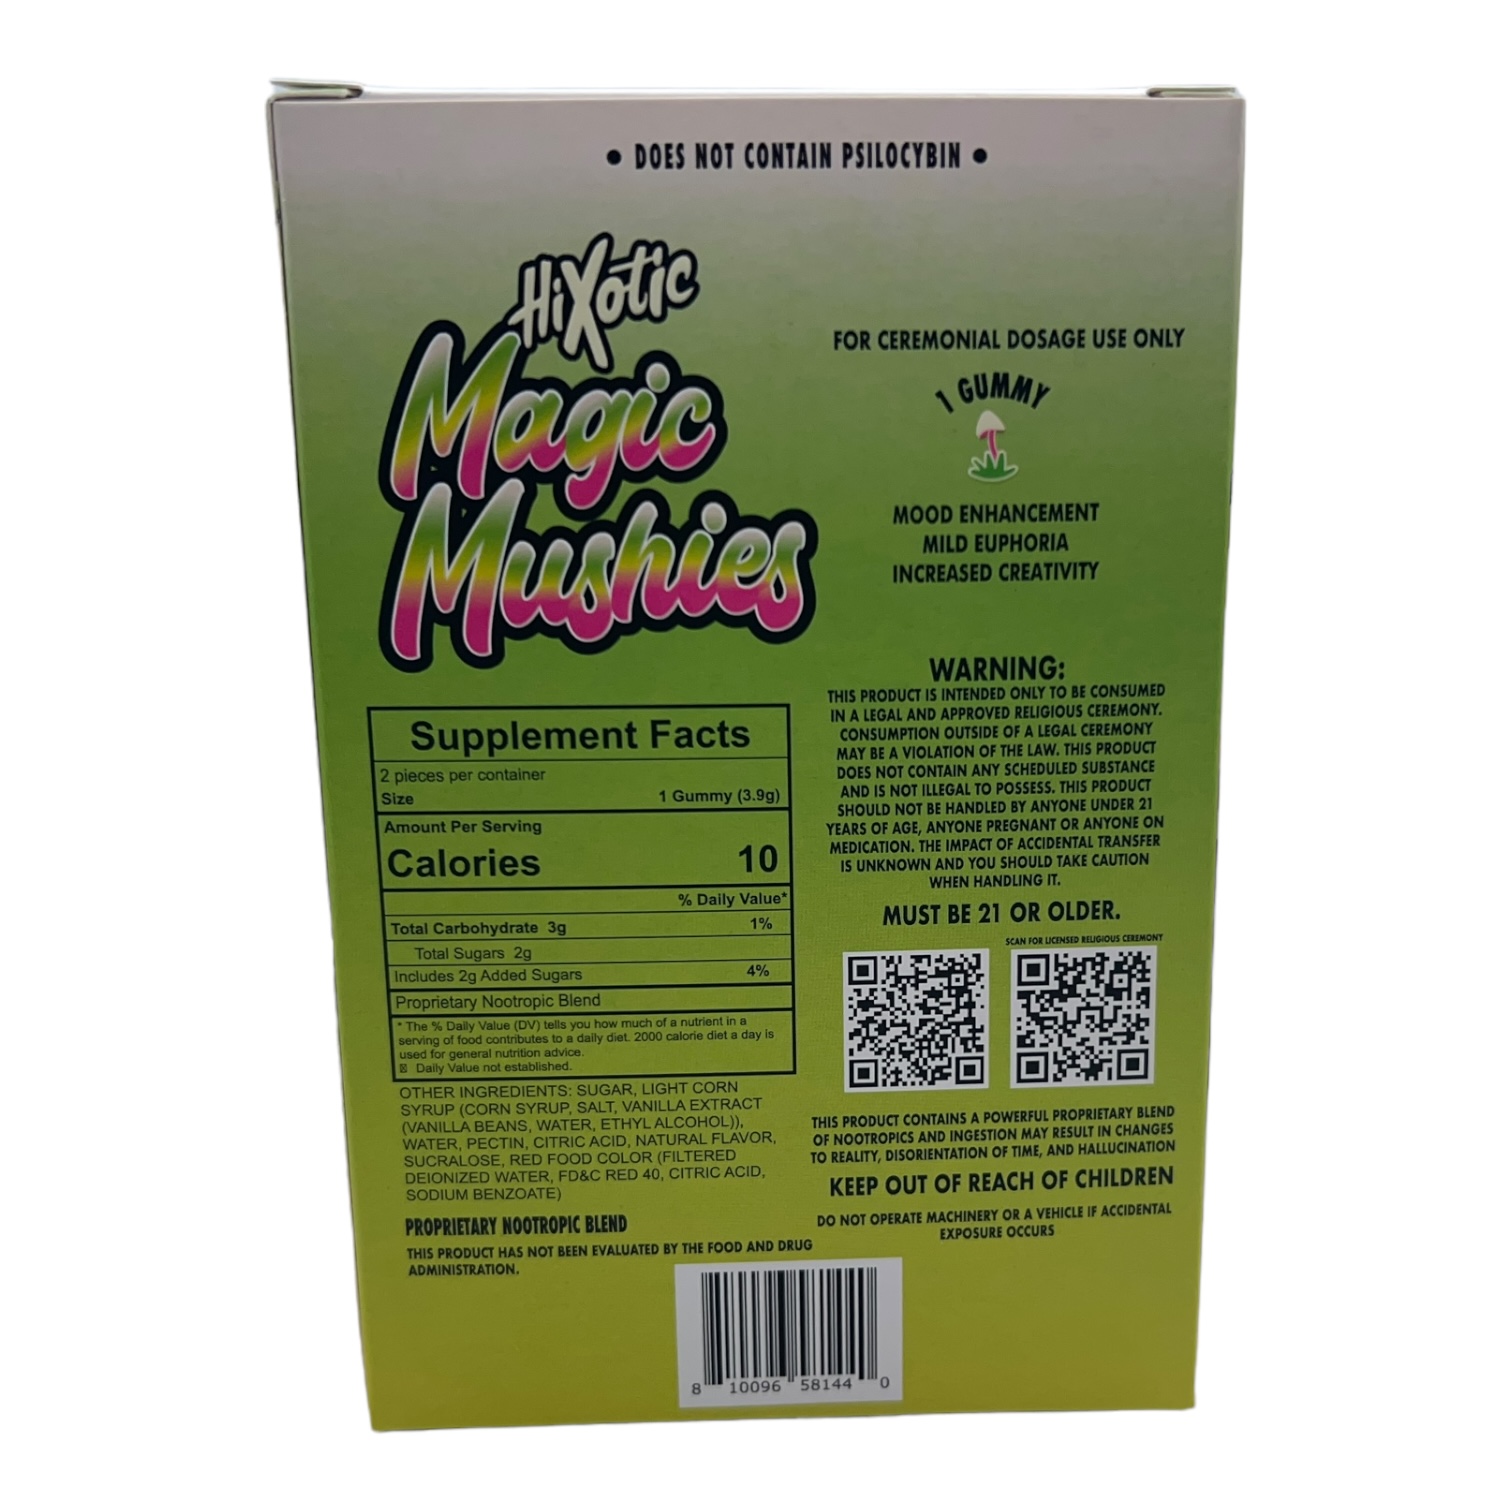 • DOES NOT CONTAIN PSILOCYBIN •
HiXotic
Magic
Mushies
FOR CEREMONIAL DOSAGE USE ONLY
1 GUMMY
MOOD ENHANCEMENT
MILD EUPHORIA
INCREASED CREATIVITY
Supplement Facts
2 pieces per container
Size 1 Gummy (3.9g)
Amount Per Serving
Calories 10
% Daily Value*
Total Carbohydrate 3g 1%
Total Sugars 2g
Includes 2g Added Sugars 4%
Proprietary Nootropic Blend
* The % Daily Value (DV) tells you how much of a nutrient in a
serving of food contributes to a daily diet. 2000 calorie diet a day is
used for general nutrition advice.
Daily Value not established.
OTHER INGREDIENTS: SUGAR, LIGHT CORN
SYRUP (CORN SYRUP, SALT, VANILLA EXTRACT
(VANILLA BEANS, WATER, ETHYL ALCOHOL)),
WATER, PECTIN, CITRIC ACID, NATURAL FLAVOR,
SUCRALOSE, RED FOOD COLOR (FILTERED
DEIONIZED WATER, FD&C RED 40, CITRIC ACID,
SODIUM BENZOATE)
PROPRIETARY NOOTROPIC BLEND
THIS PRODUCT HAS NOT BEEN EVALUATED BY THE FOOD AND DRUG
ADMINISTRATION.
WARNING:
THIS PRODUCT IS INTENDED ONLY TO BE CONSUMED
IN A LEGAL AND APPROVED RELIGIOUS CEREMONY.
CONSUMPTION OUTSIDE OF A LEGAL CEREMONY
MAY BE A VIOLATION OF THE LAW. THIS PRODUCT
DOES NOT CONTAIN ANY SCHEDULED SUBSTANCE
AND IS NOT ILLEGAL TO POSSESS. THIS PRODUCT
SHOULD NOT BE HANDLED BY ANYONE UNDER 21
YEARS OF AGE, ANYONE PREGNANT OR ANYONE ON
MEDICATION. THE IMPACT OF ACCIDENTAL TRANSFER
IS UNKNOWN AND YOU SHOULD TAKE CAUTION
WHEN HANDLING IT.
MUST BE 21 OR OLDER.
SCAN FOR LICENSED RELIGIOUS CEREMONY
THIS PRODUCT CONTAINS A POWERFUL PROPRIETARY BLEND
OF NOOTROPICS AND INGESTION MAY RESULT IN CHANGES
TO REALITY, DISORIENTATION OF TIME, AND HALLUCINATION
KEEP OUT OF REACH OF CHILDREN
DO NOT OPERATE MACHINERY OR A VEHICLE IF ACCIDENTAL
EXPOSURE OCCURS
8 10096 58144 0